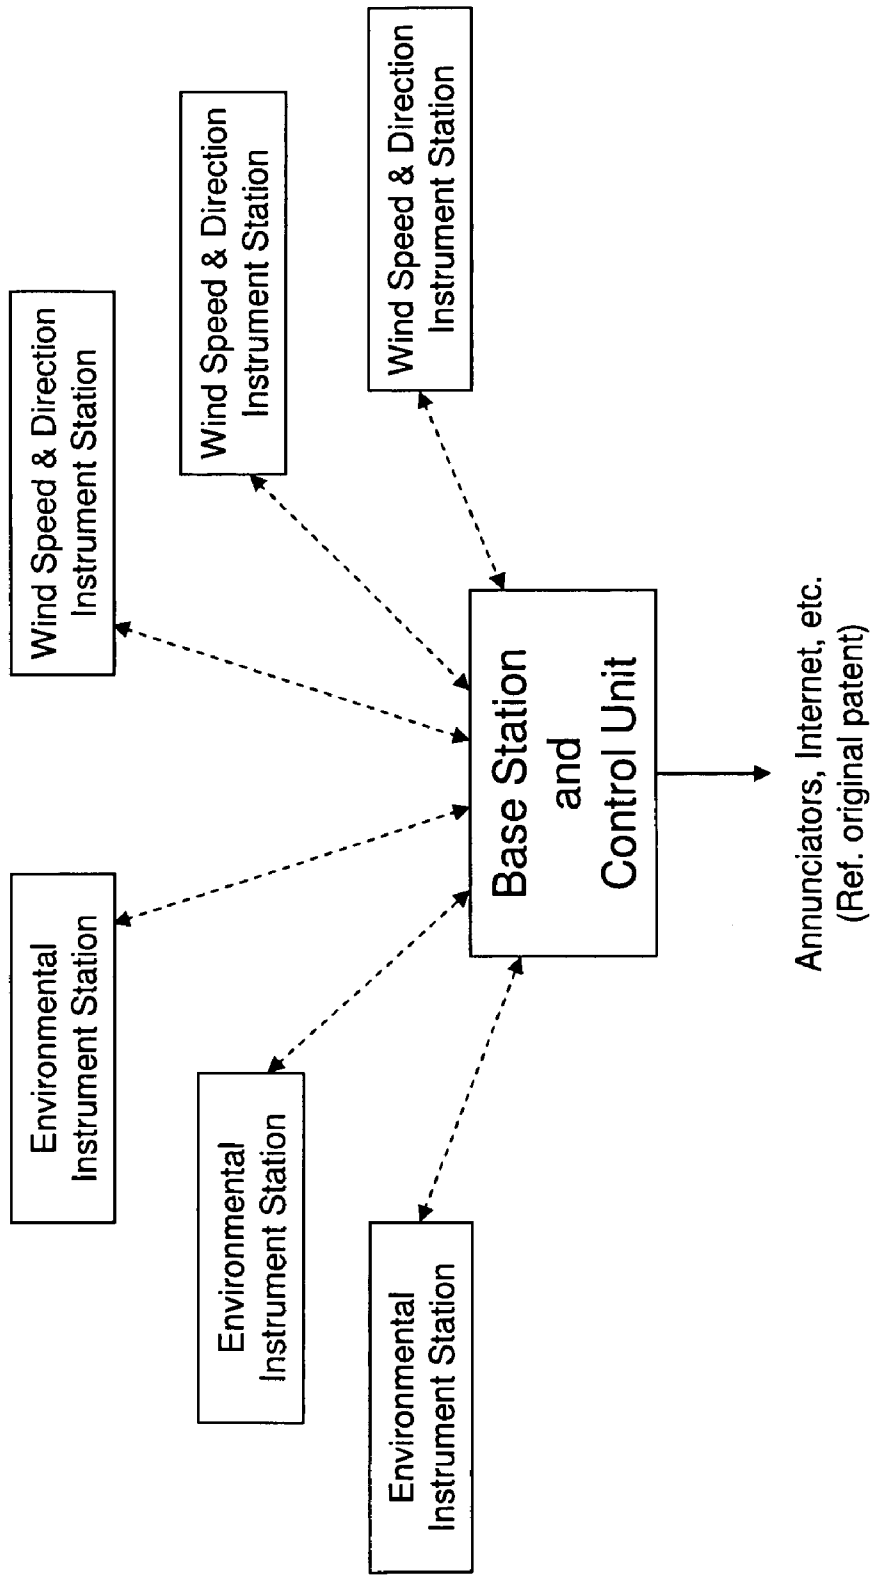 Environmental
Instrument Station
Environmental
Instrument Station
Environmental
Instrument Station
Wind Speed & Direction
Instrument Station
Wind Speed & Direction
Instrument Station
Wind Speed & Direction
Instrument Station
Base Station
and
Control Unit
Annunciators, Internet, etc.
(Ref. original patent)